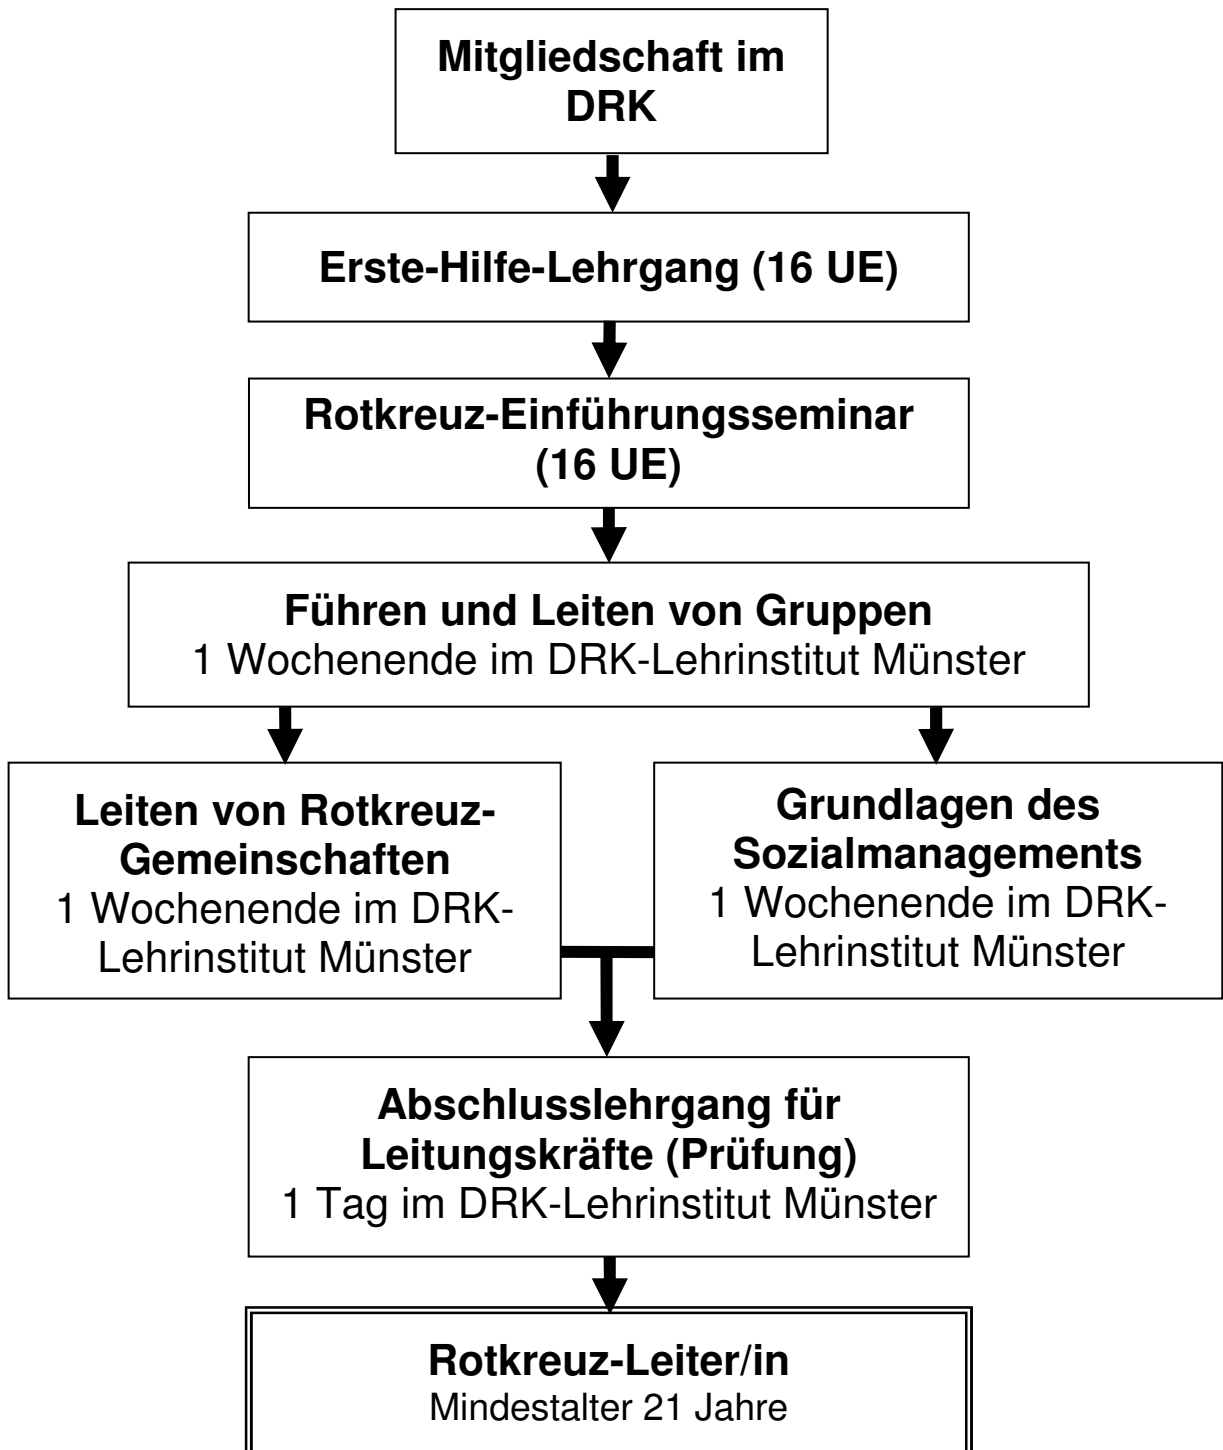 Mitgliedschaft im
DRK
Erste-Hilfe-Lehrgang (16 UE)
Rotkreuz-Einführungsseminar
(16 UE)
Führen und Leiten von Gruppen
1 Wochenende im DRK-Lehrinstitut Münster
Leiten von Rotkreuz-
Gemeinschaften
1 Wochenende im DRK-
Lehrinstitut Münster
Grundlagen des
Sozialmanagements
1 Wochenende im DRK-
Lehrinstitut Münster
Abschlusslehrgang für
Leitungskräfte (Prüfung)
1 Tag im DRK-Lehrinstitut Münster
Rotkreuz-Leiter/in
Mindestalter 21 Jahre